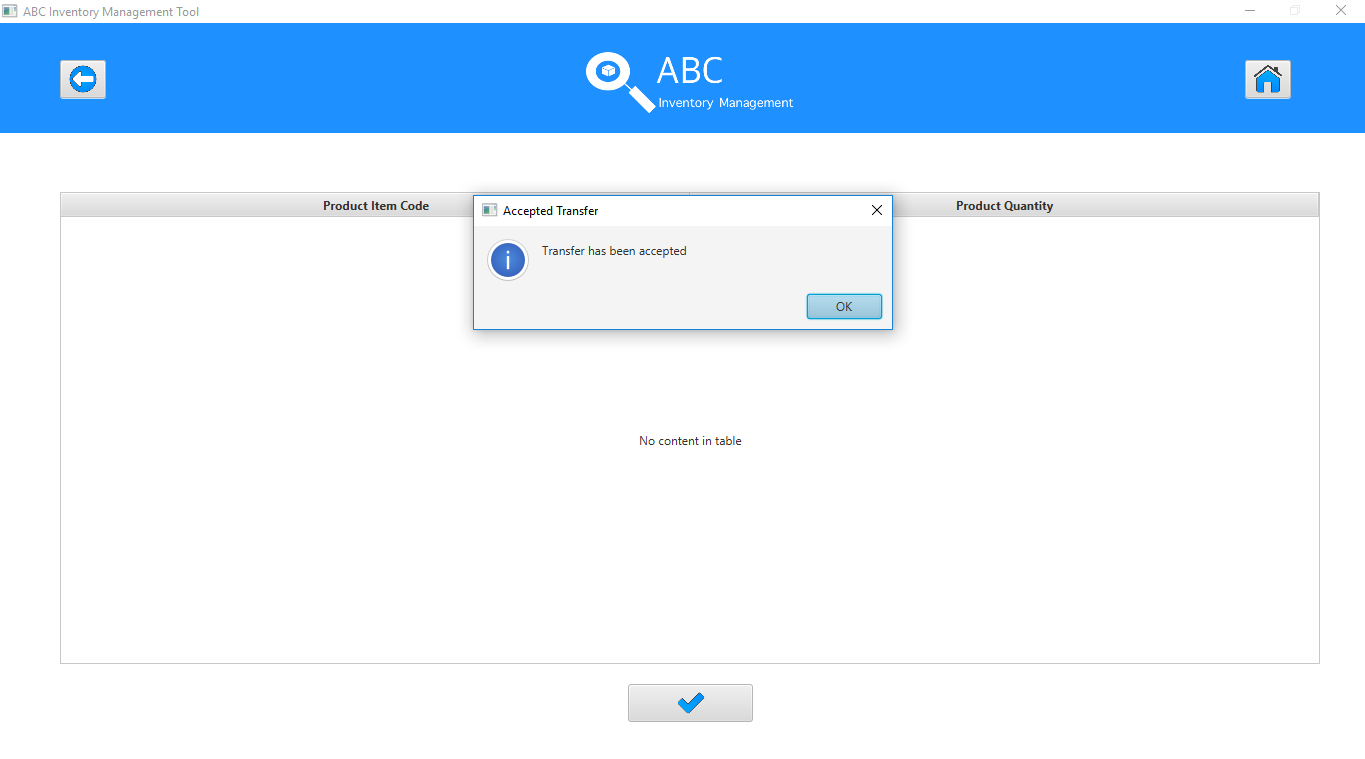 ABC Inventory Management Tool
ABC
Inventory Management
Product Item Code
Product Quantity
Accepted Transfer
Transfer has been accepted
OK
No content in table